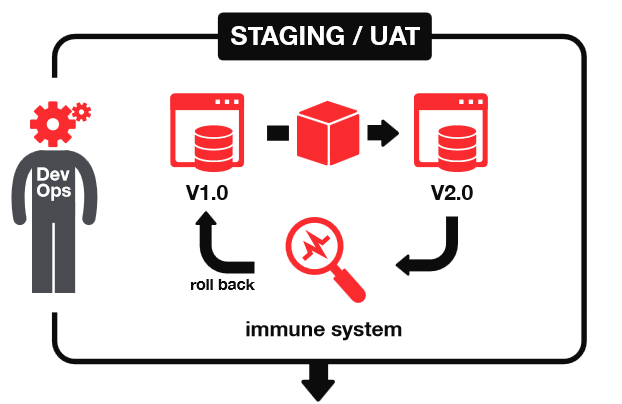 STAGING / UAT
Dev
Ops
V1.0
V2.0
roll back
immune system